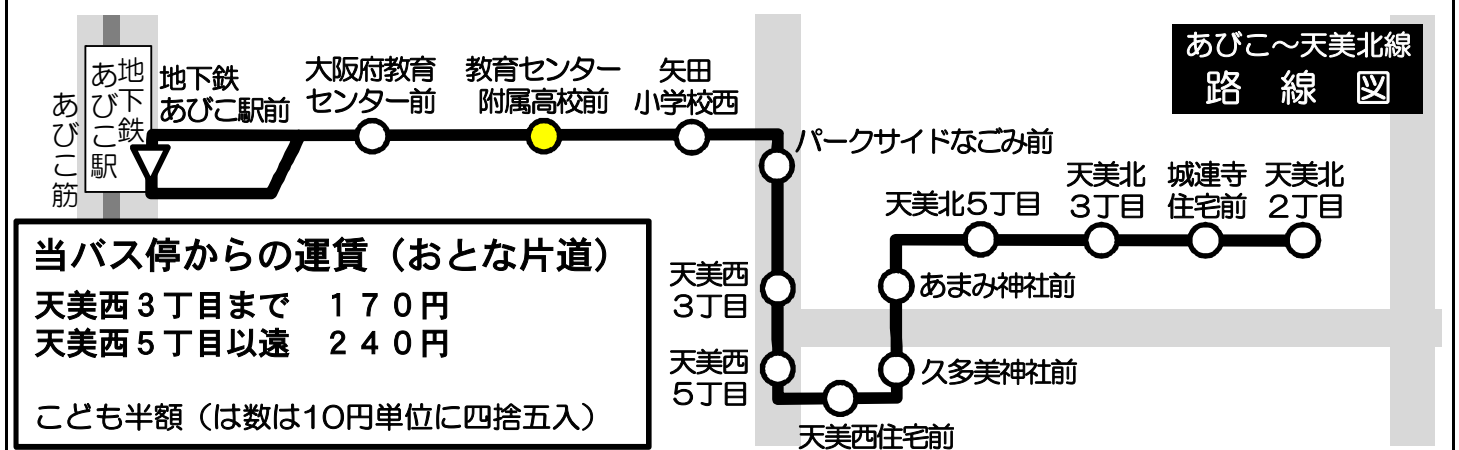 あびこ～天美北線
路線図
あびこ筋
地下鉄
あびこ駅
地下鉄
あびこ駅前
大阪府教育
センター前
教育センター
附属高校前
矢田
小学校西
パークサイドなごみ前
天美西
３丁目
天美西
５丁目
天美西住宅前
久多美神社前
あまみ神社前
天美北５丁目
天美北
３丁目
城連寺
住宅前
天美北
２丁目
当バス停からの運賃（おとな片道）
天美西３丁目まで　１７０円
天美西５丁目以遠　２４０円
こども半額（は数は10円単位に四捨五入）